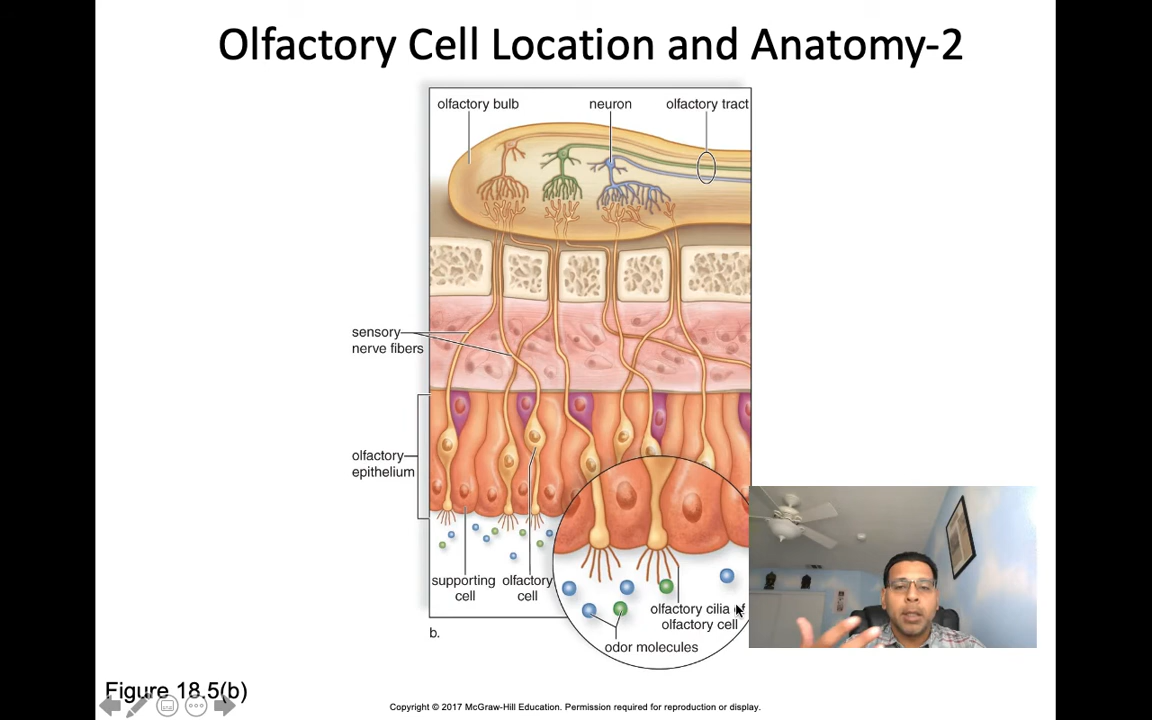 Olfactory Cell Location and Anatomy-2
olfactory bulb
neuron
olfactory tract
sensory
nerve fibers
olfactory
epithelium
supporting
cell
olfactory
cell
olfactory cilia of
olfactory cell
odor molecules
b.
Figure 18.5(b)
Copyright © 2017 McGraw-Hill Education. Permission required for reproduction or display.